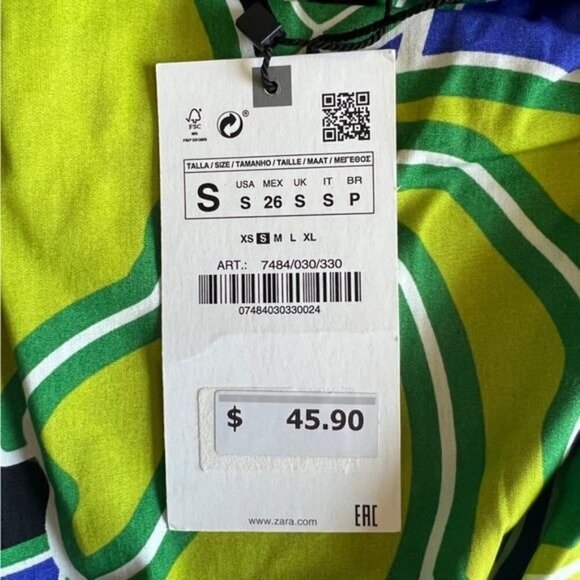 FSC
TALLA / SIZE / TAMANHO / TAILLE / MAAT / ΜΕΓΕΘΟΣ
S USA MEX UK IT BR
S 26 S S P
XS S M L XL
ART.: 7484/030/330
07484030330024
$ 45.90
www.zara.com
EAC